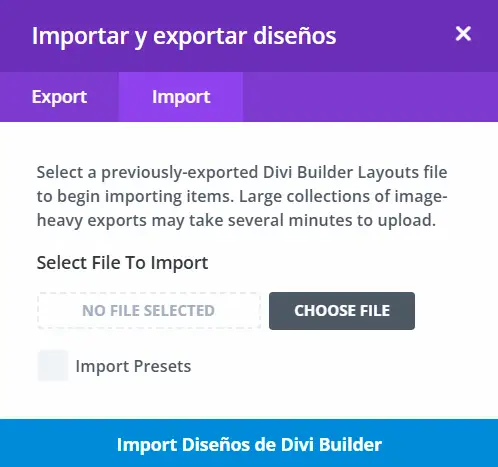 Importar y exportar diseños
Export Import
Select a previously-exported Divi Builder Layouts file
to begin importing items. Large collections of image-
heavy exports may take several minutes to upload.
Select File To Import
NO FILE SELECTED CHOOSE FILE
Import Presets
Import Diseños de Divi Builder